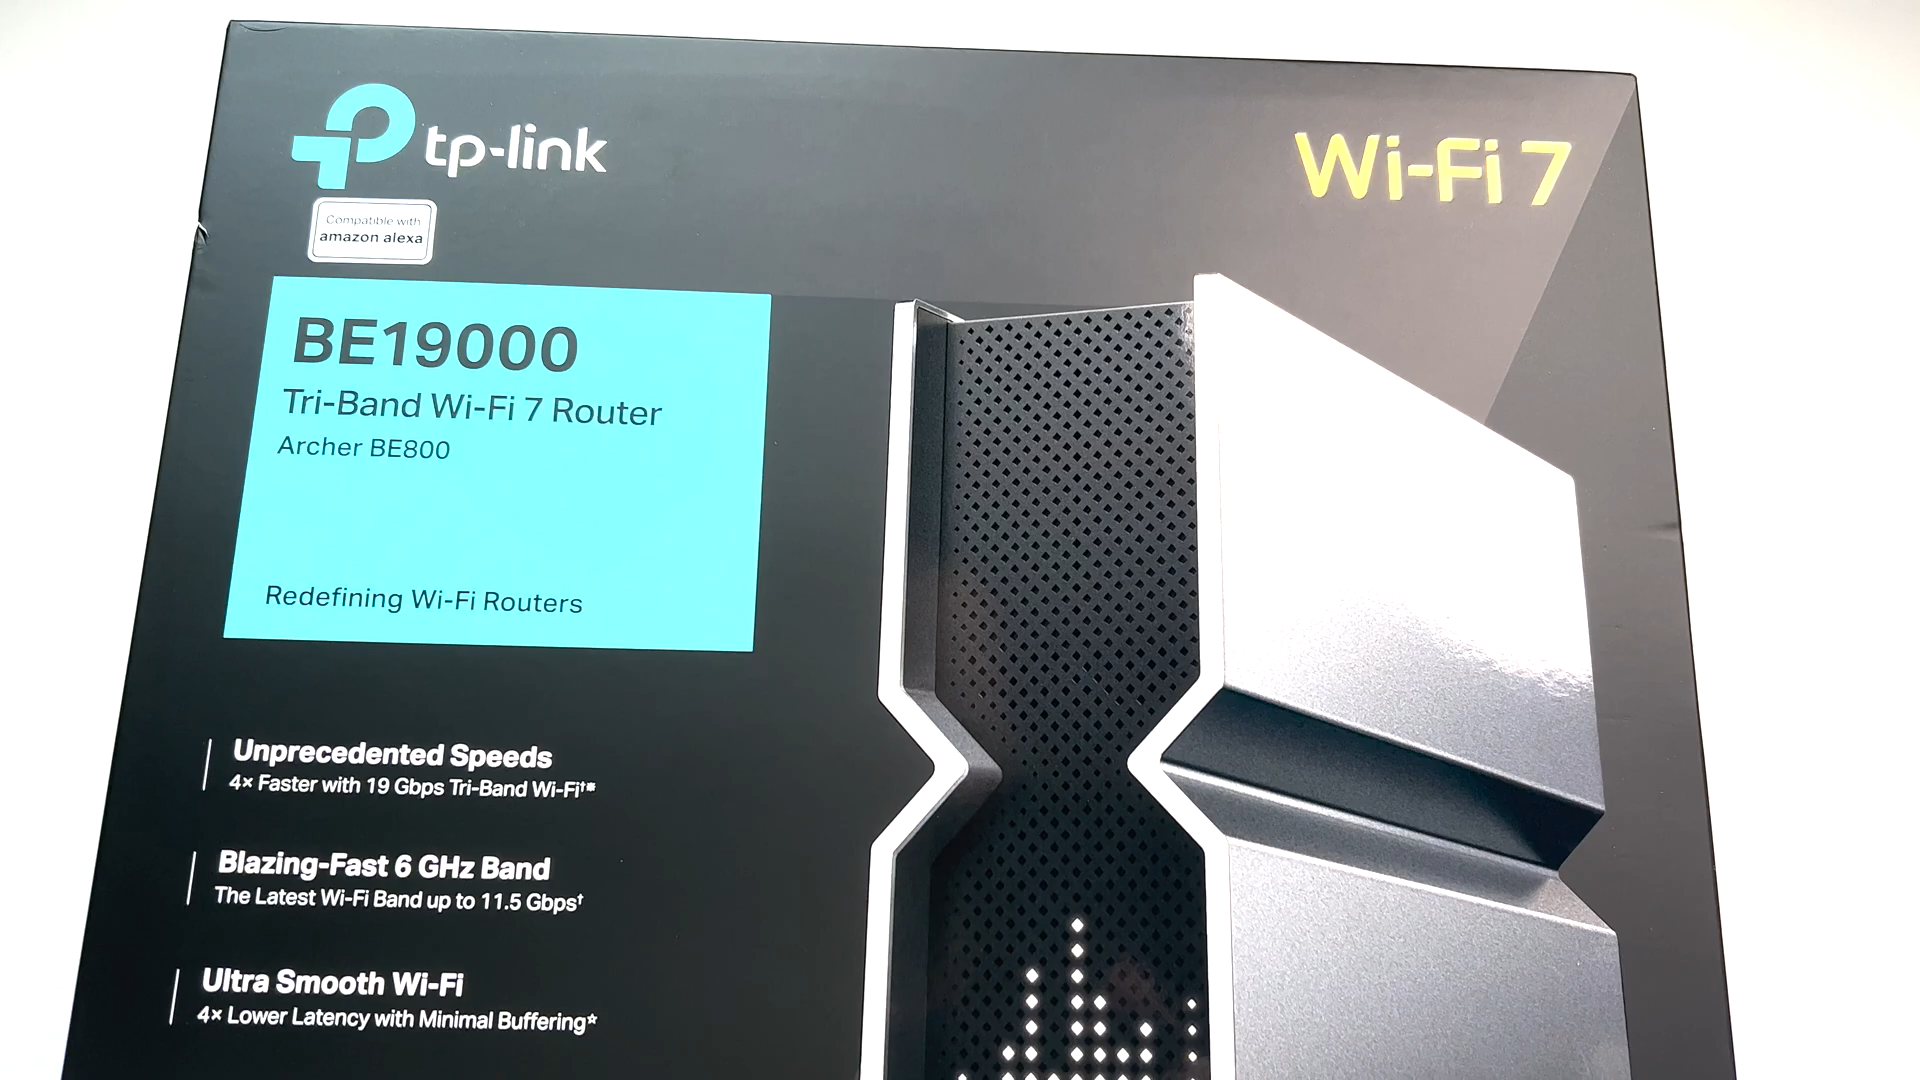 tp-link
Wi-Fi 7
Compatible with
amazon alexa
BE19000
Tri-Band Wi-Fi 7 Router
Archer BE800
Redefining Wi-Fi Routers
Unprecedented Speeds
4× Faster with 19 Gbps Tri-Band Wi-Fi†*
Blazing-Fast 6 GHz Band
The Latest Wi-Fi Band up to 11.5 Gbps†
Ultra Smooth Wi-Fi
4× Lower Latency with Minimal Buffering☆